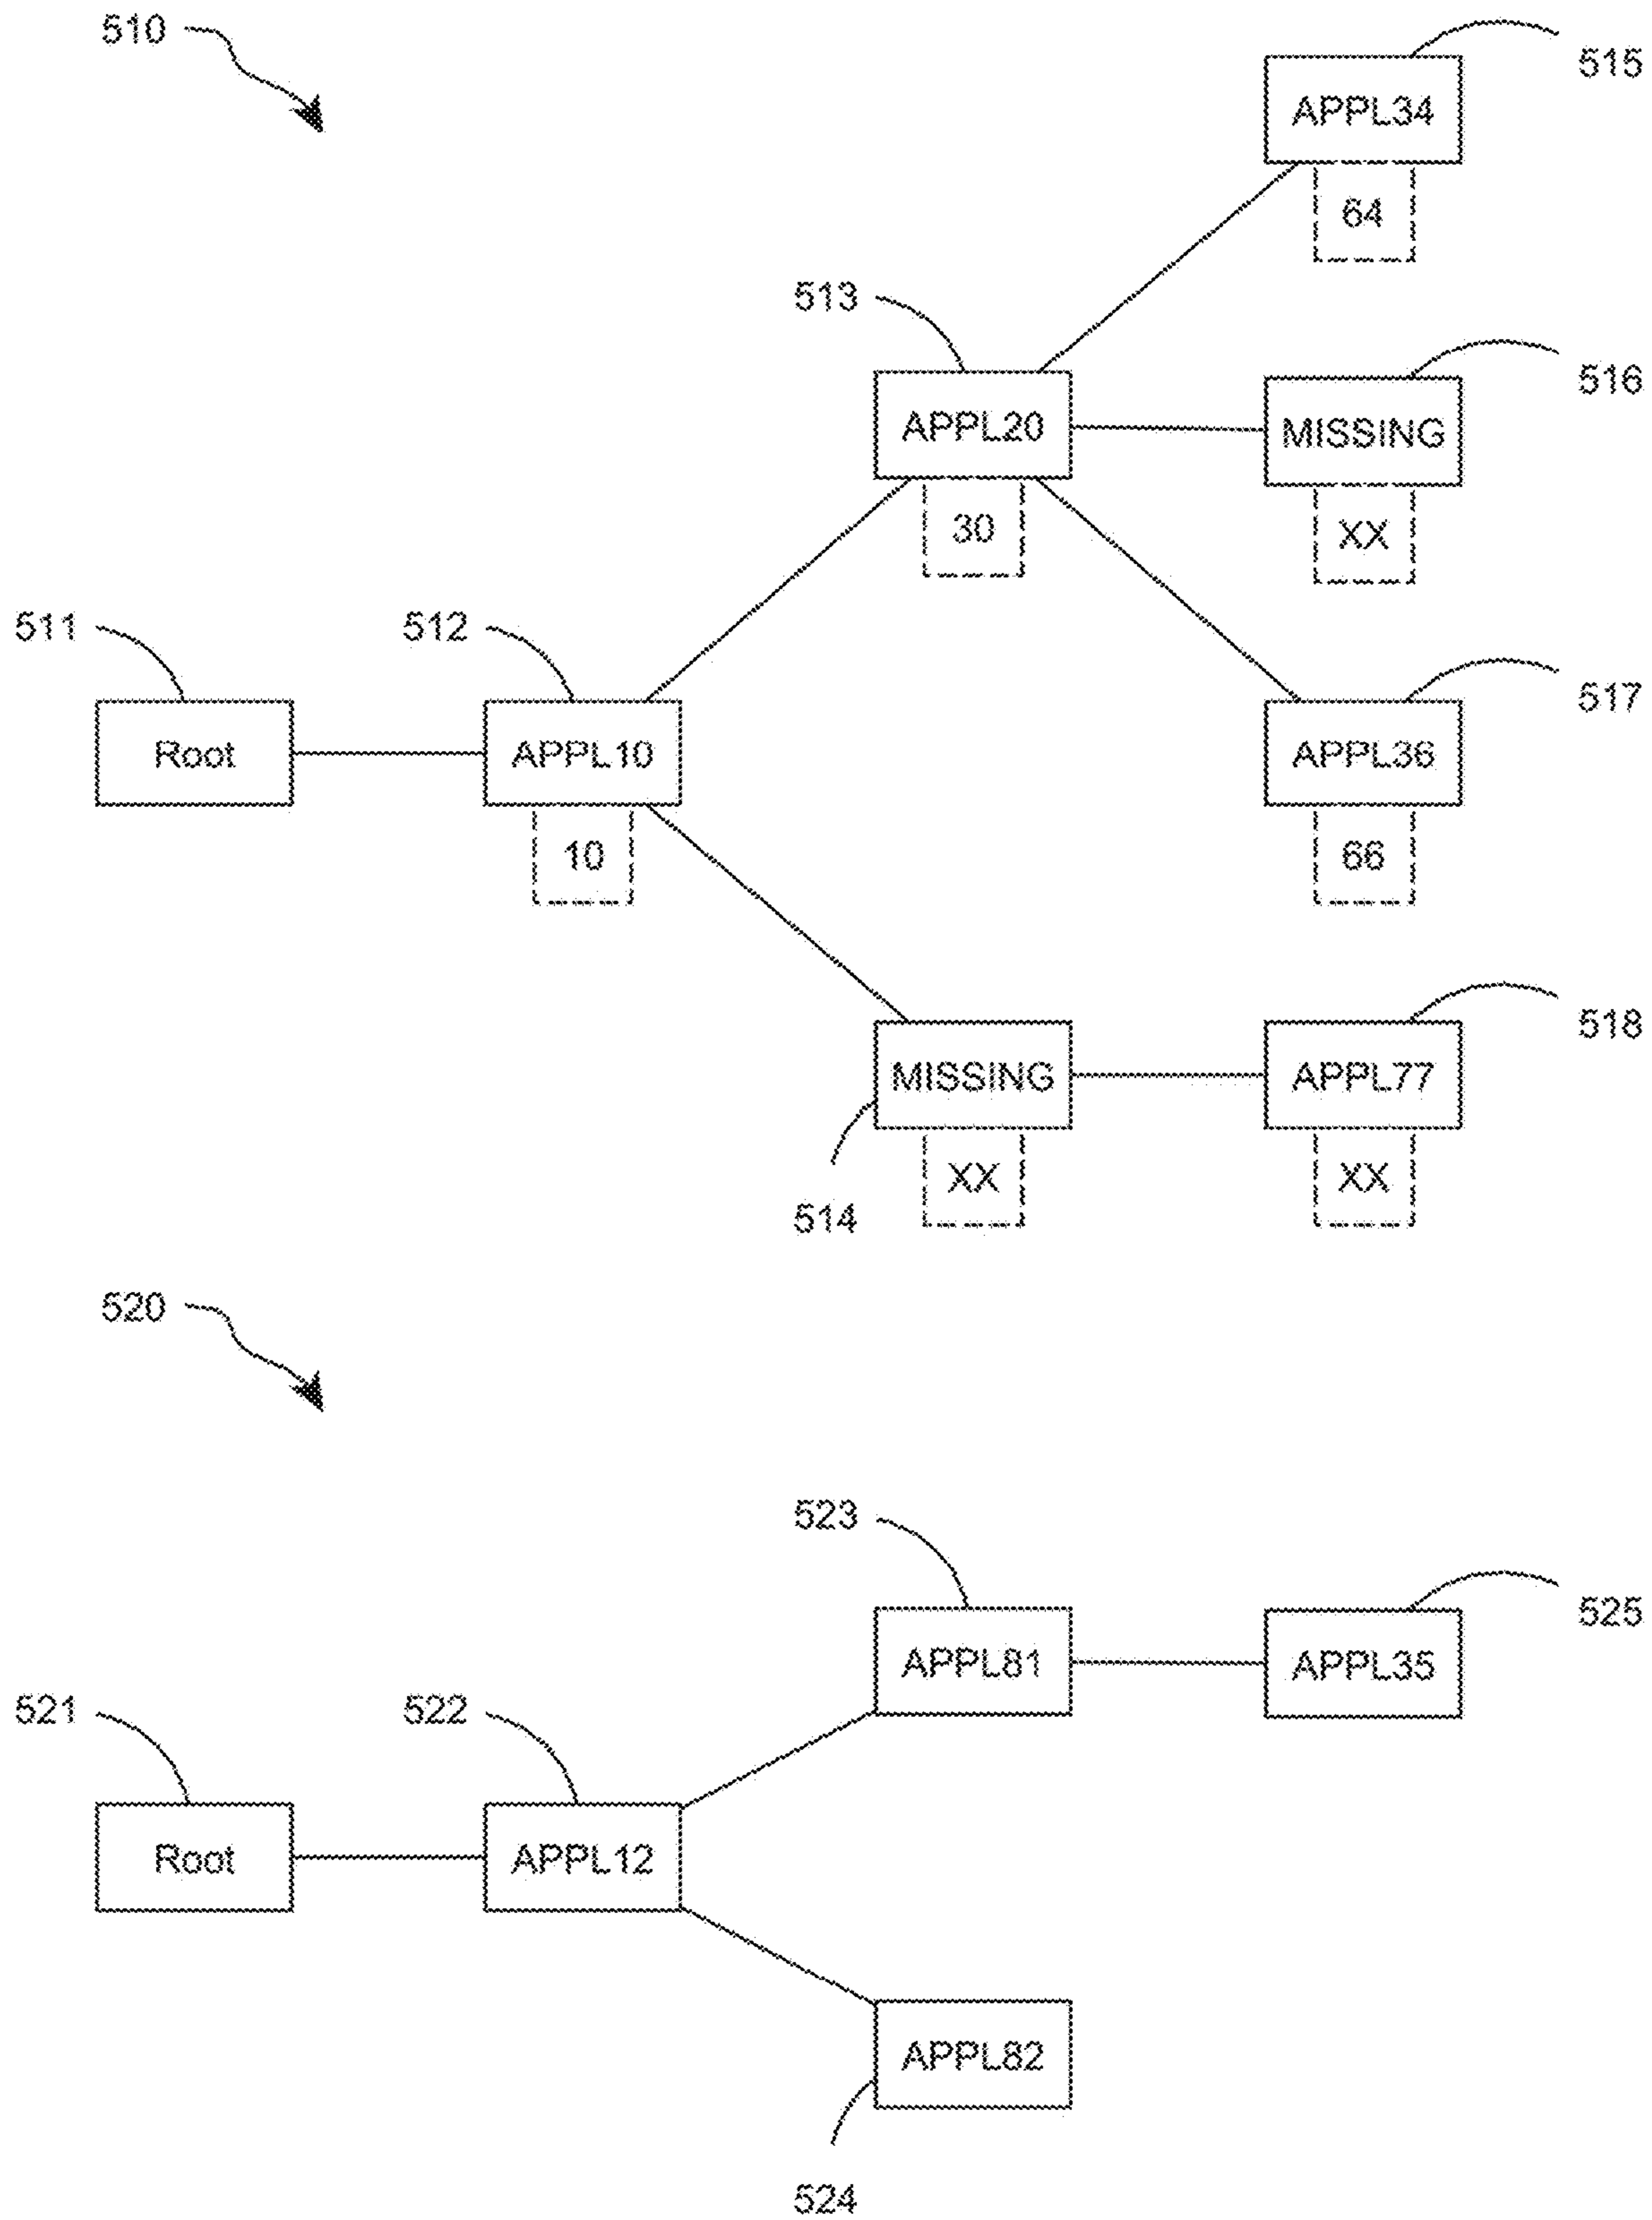 510
515
APPL34
64
513
516
APPL20
MISSING
30
XX
511
512
517
Root
APPL10
APPL36
10
66
518
MISSING
APPL77
XX
XX
514
520
523
525
APPL81
APPL35
521
522
Root
APPL12
APPL82
524